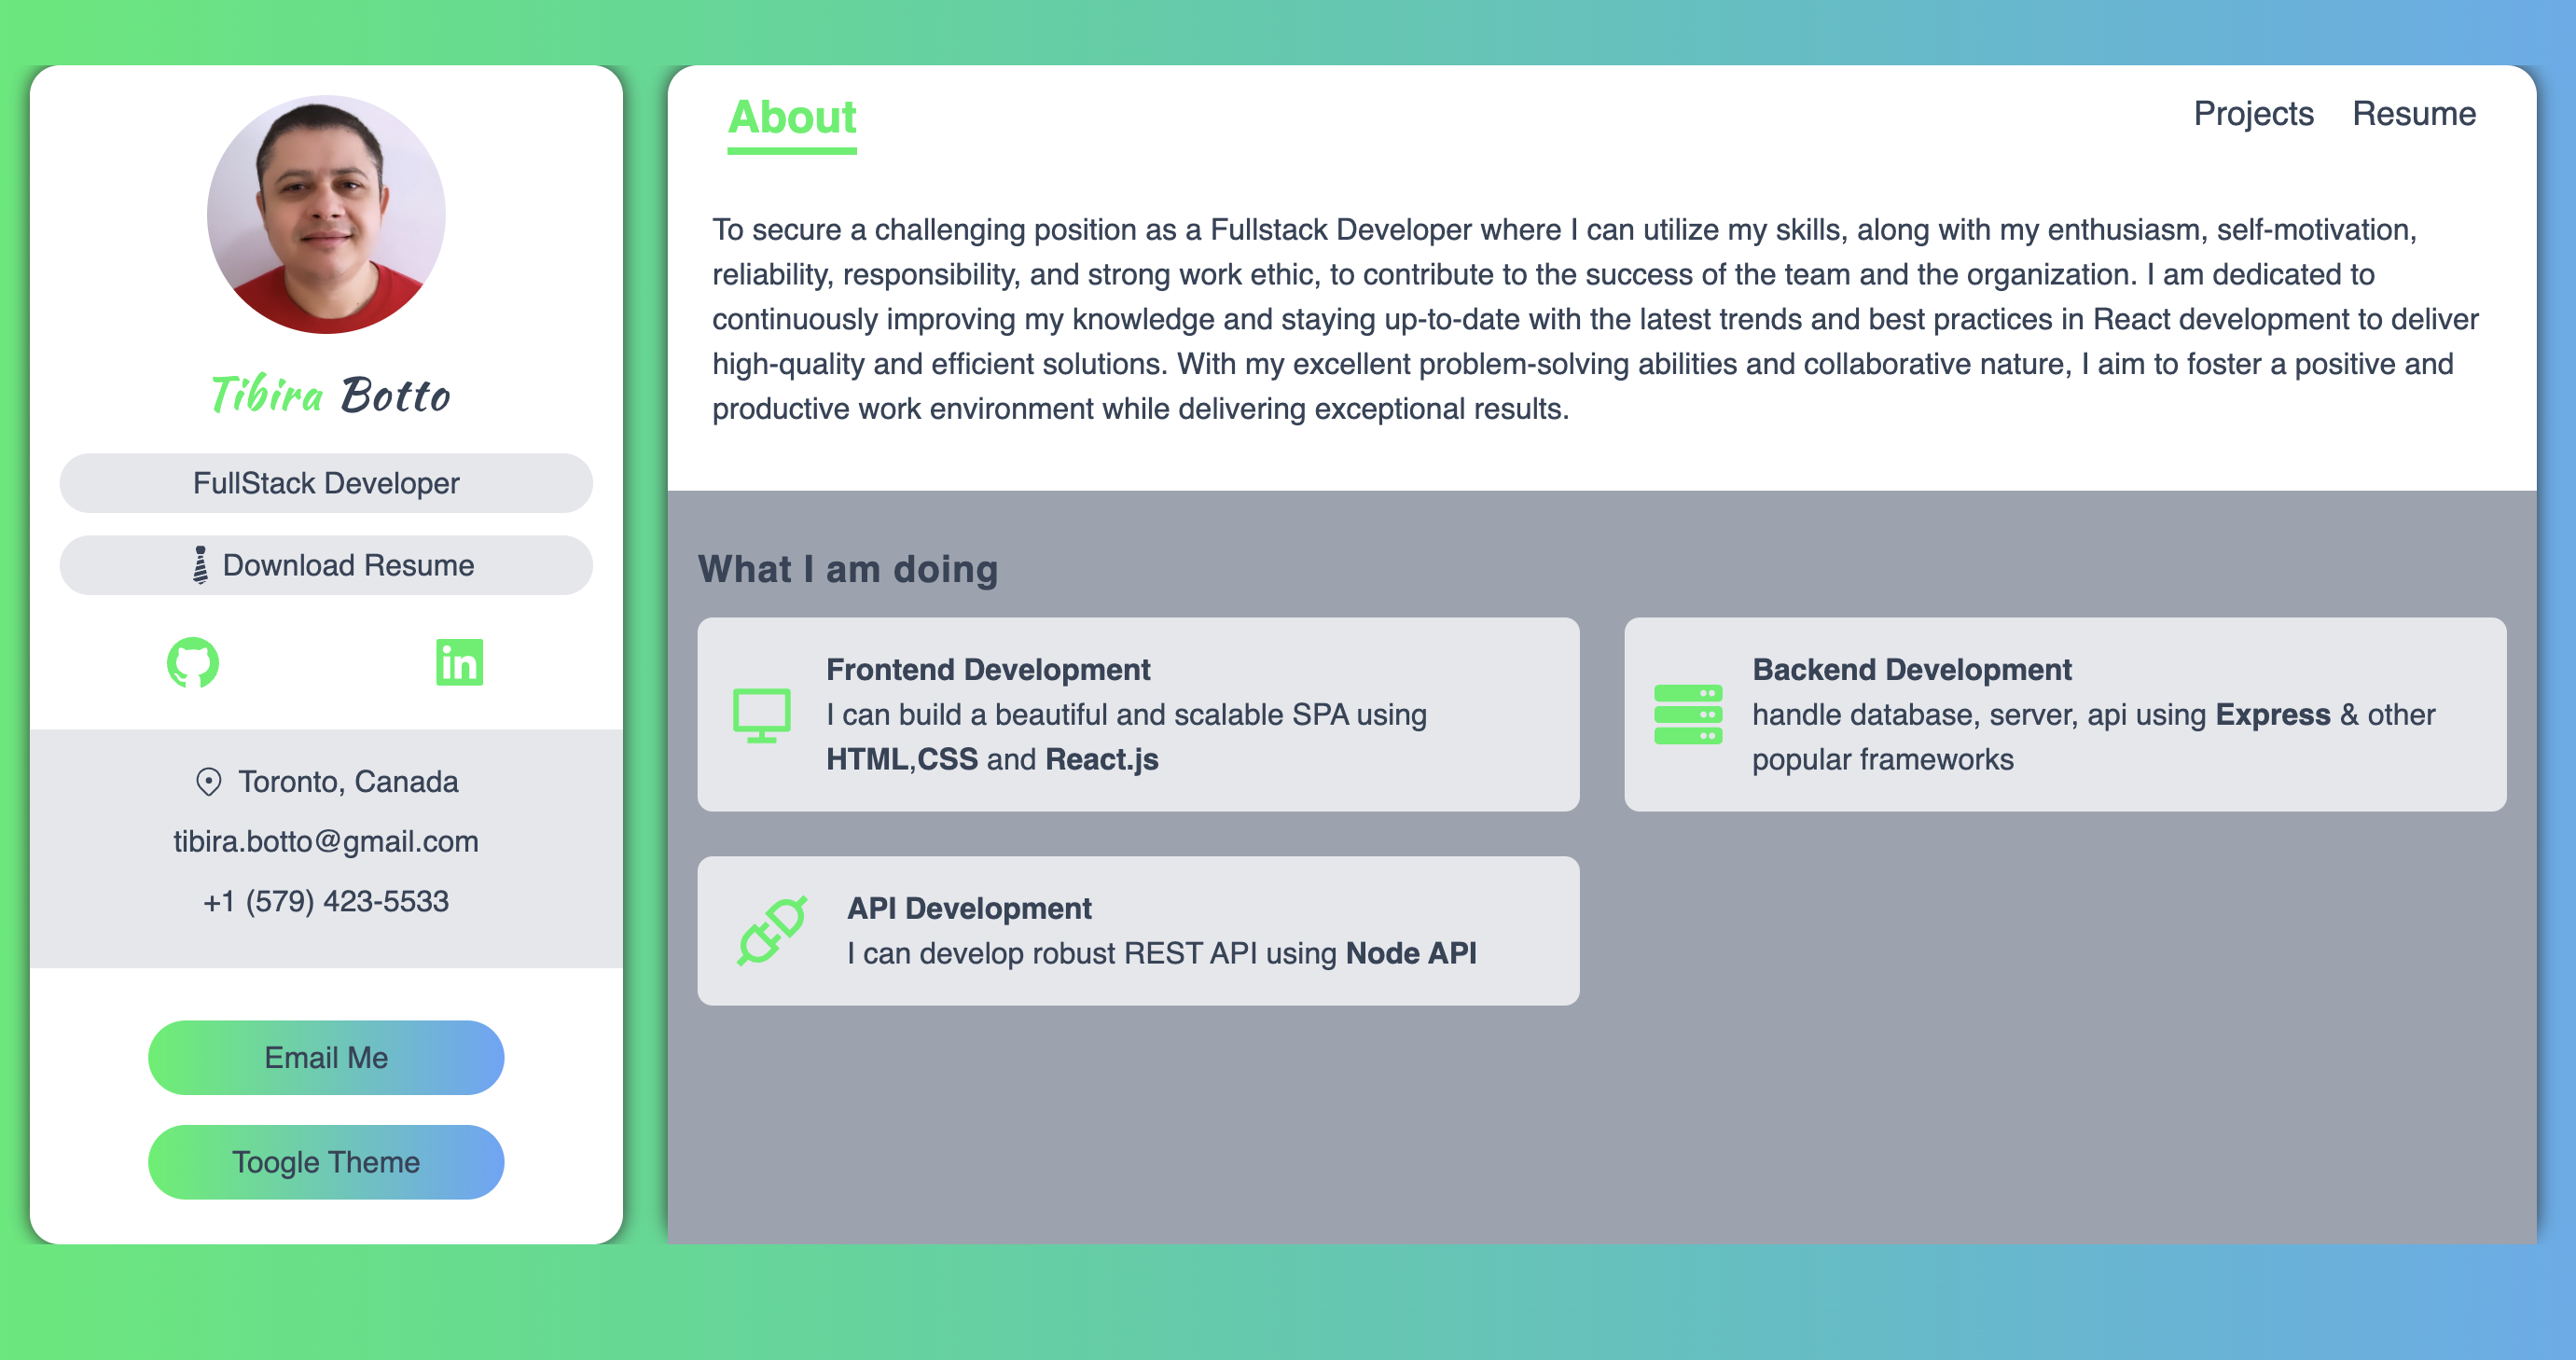 Tibira Botto
FullStack Developer
Download Resume
in
Toronto, Canada
tibira.botto@gmail.com
+1 (579) 423-5533
Email Me
Toogle Theme
About
Projects
Resume
To secure a challenging position as a Fullstack Developer where I can utilize my skills, along with my enthusiasm, self-motivation,
reliability, responsibility, and strong work ethic, to contribute to the success of the team and the organization. I am dedicated to
continuously improving my knowledge and staying up-to-date with the latest trends and best practices in React development to deliver
high-quality and efficient solutions. With my excellent problem-solving abilities and collaborative nature, I aim to foster a positive and
productive work environment while delivering exceptional results.
What I am doing
Frontend Development
I can build a beautiful and scalable SPA using
HTML,CSS and React.js
Backend Development
handle database, server, api using Express & other
popular frameworks
API Development
I can develop robust REST API using Node API